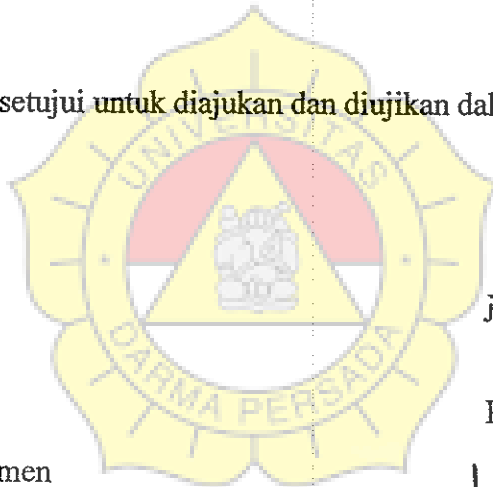 setujui untuk diajukan dan diujikan dal
UNIVERSITAS
DARMA PERSADA
j
men